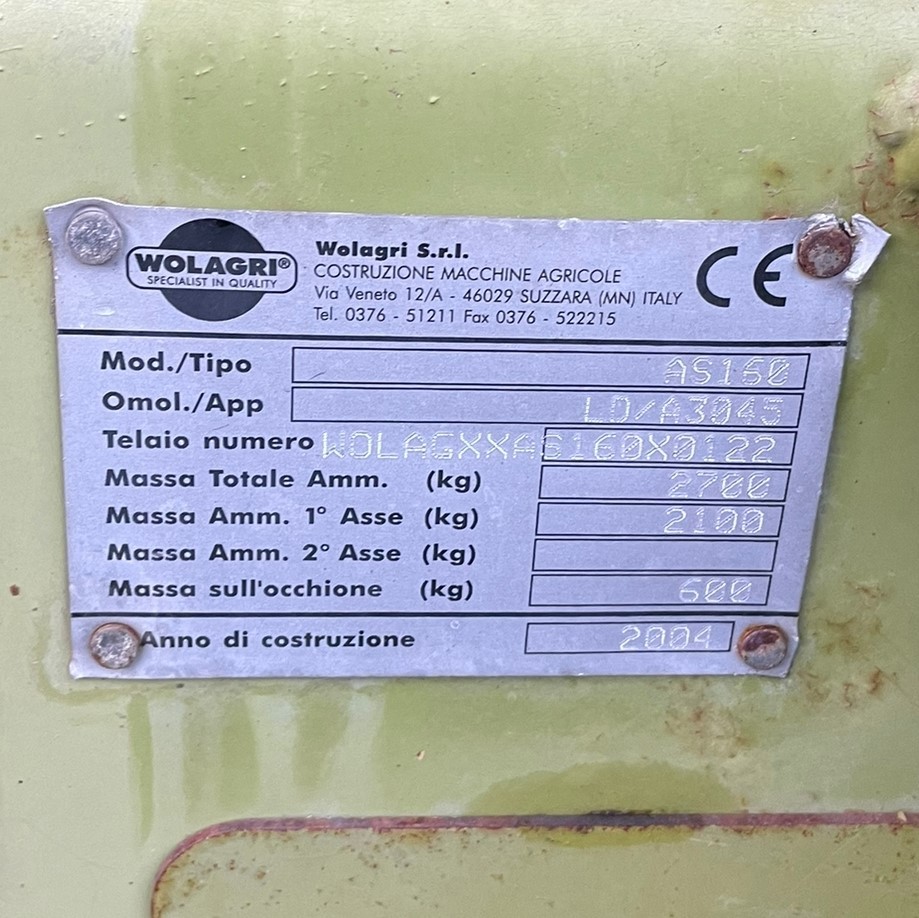 WOLAGRI®
SPECIALIST IN QUALITY
Wolagri S.r.l.
COSTRUZIONE MACCHINE AGRICOLE
Via Veneto 12/A - 46029 SUZZARA (MN) ITALY
Tel. 0376 - 51211 Fax 0376 - 522215
CE
Mod./Tipo AS160
Omol./App LD/A3045
Telaio numero WOLAGXXAS160X0122
Massa Totale Amm. (kg) 2700
Massa Amm. 1° Asse (kg) 2100
Massa Amm. 2° Asse (kg)
Massa sull'occhione (kg) 600
Anno di costruzione 2004